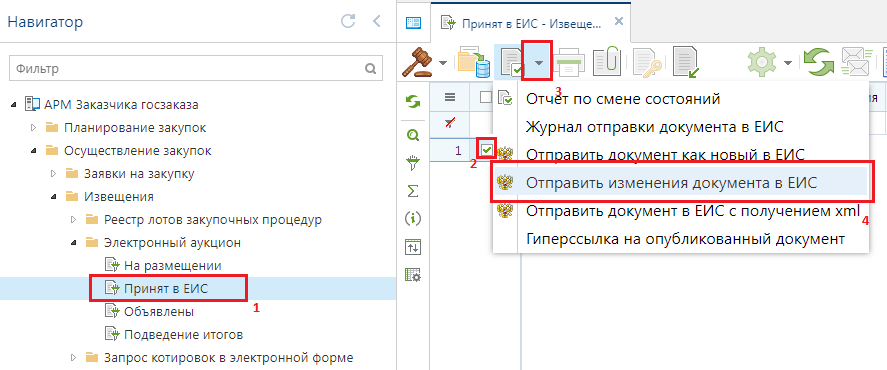 Навигатор
Фильтр
АРМ Заказчика госзаказа
Планирование закупок
Осуществление закупок
Заявки на закупку
Извещения
Реестр лотов закупочных процедур
Электронный аукцион
На размещении
Принят в ЕИС
1
Объявлены
Подведение итогов
Запрос котировок в электронной форме
Принят в ЕИС - Извеще...
3
1
2
Отчет по смене состояний
Журнал отправки документа в ЕИС
Отправить документ как новый в ЕИС
Отправить изменения документа в ЕИС
Отправить документ в ЕИС с получением xml
4
Гиперссылка на опубликованный документ